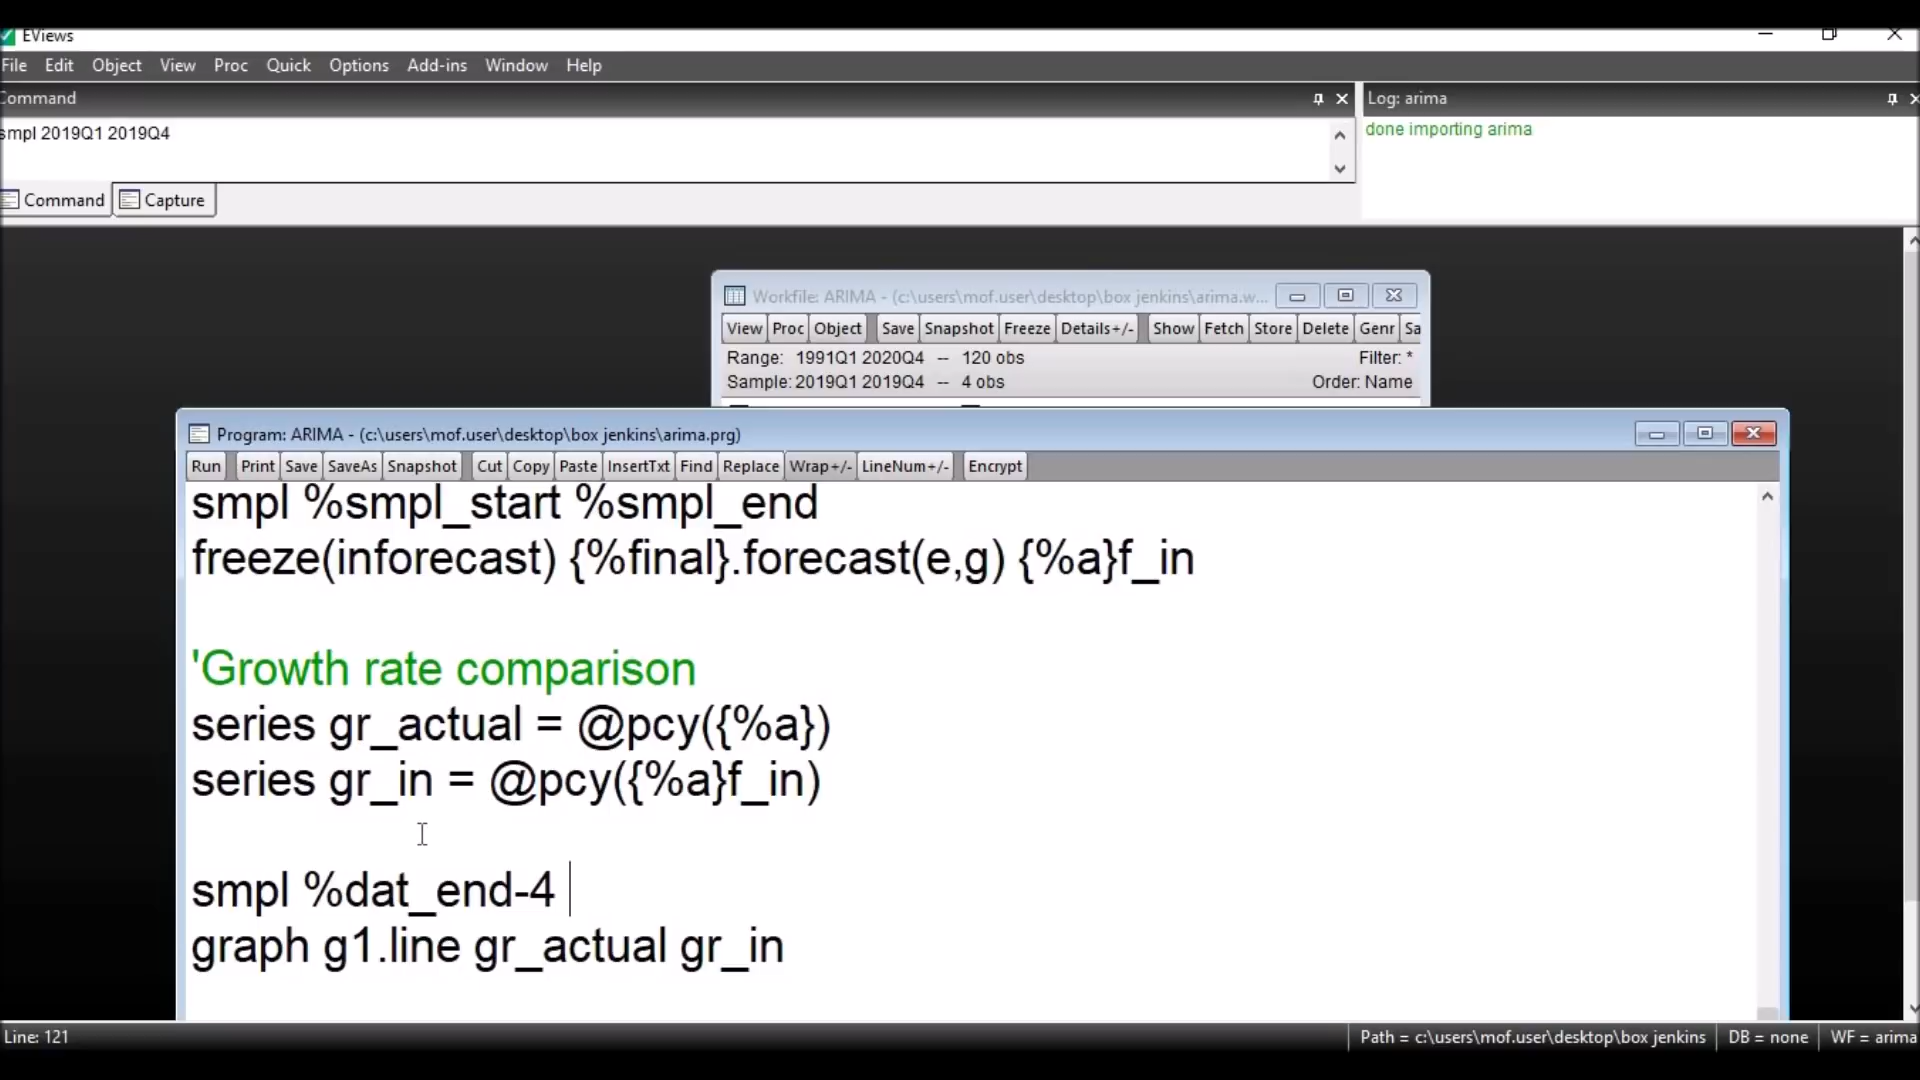 EViews
File Edit Object View Proc Quick Options Add-ins Window Help
Command
smpl 2019Q1 2019Q4
Command Capture
Log: arima
done importing arima
Workfile: ARIMA - (c:\users\mof.user\desktop\box jenkins\arima.w...
View Proc Object Save Snapshot Freeze Details+/- Show Fetch Store Delete Genr Sa
Range: 1991Q1 2020Q4 -- 120 obs Filter: *
Sample: 2019Q1 2019Q4 -- 4 obs Order: Name
Program: ARIMA - (c:\users\mof.user\desktop\box jenkins\arima.prg)
Run Print Save SaveAs Snapshot Cut Copy Paste InsertTxt Find Replace Wrap+/- LineNum+/- Encrypt
smpl %smpl_start %smpl_end
freeze(inforecast) {%final}.forecast(e,g) {%a}f_in
'Growth rate comparison
series gr_actual = @pcy({%a})
series gr_in = @pcy({%a}f_in)
smpl %dat_end-4
graph g1.line gr_actual gr_in
Line: 121
Path = c:\users\mof.user\desktop\box jenkins DB = none WF = arima